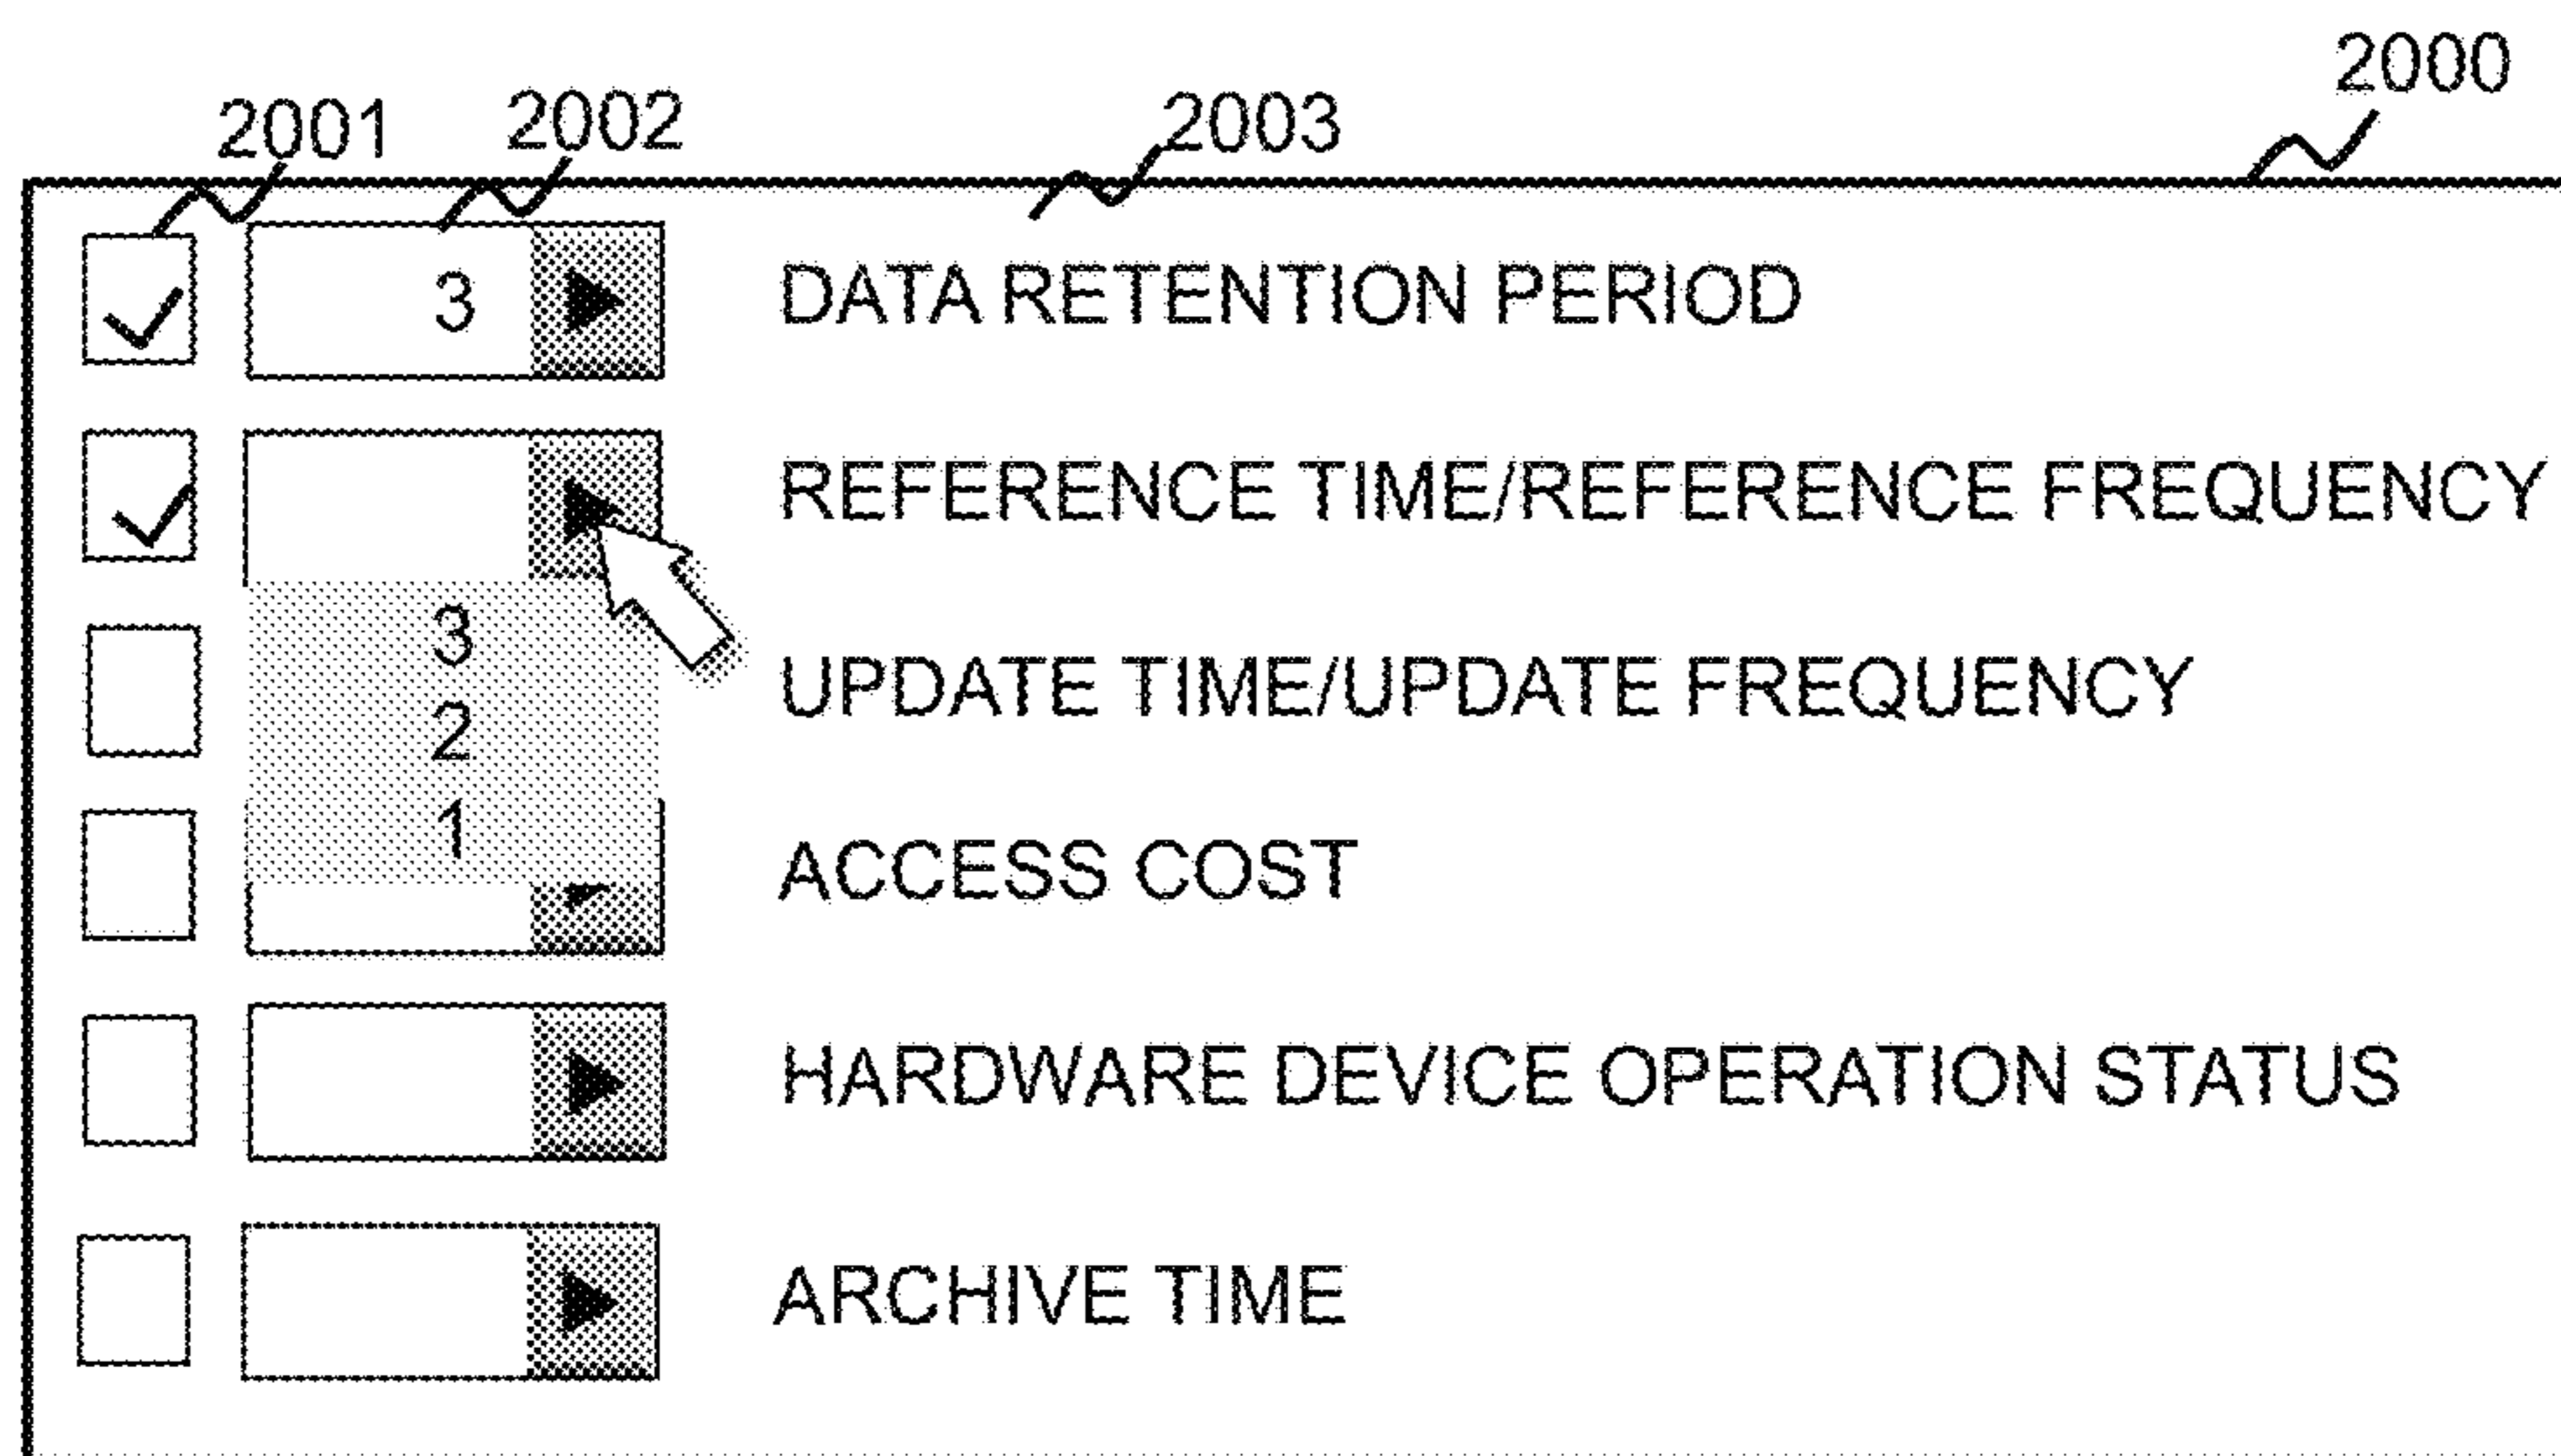 2000
2001 2002 2003
3 DATA RETENTION PERIOD
REFERENCE TIME/REFERENCE FREQUENCY
3
UPDATE TIME/UPDATE FREQUENCY
2
1
ACCESS COST
HARDWARE DEVICE OPERATION STATUS
ARCHIVE TIME